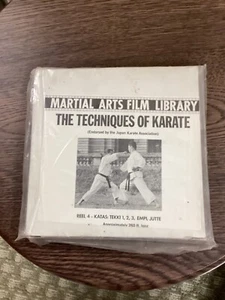 MARTIAL ARTS FILM LIBRARY
THE TECHNIQUES OF KARATE
(Endorsed by the Japan Karate Association)
REEL 4 - KATAS: TEKKI 1, 2, 3, EMPI, JUTTE